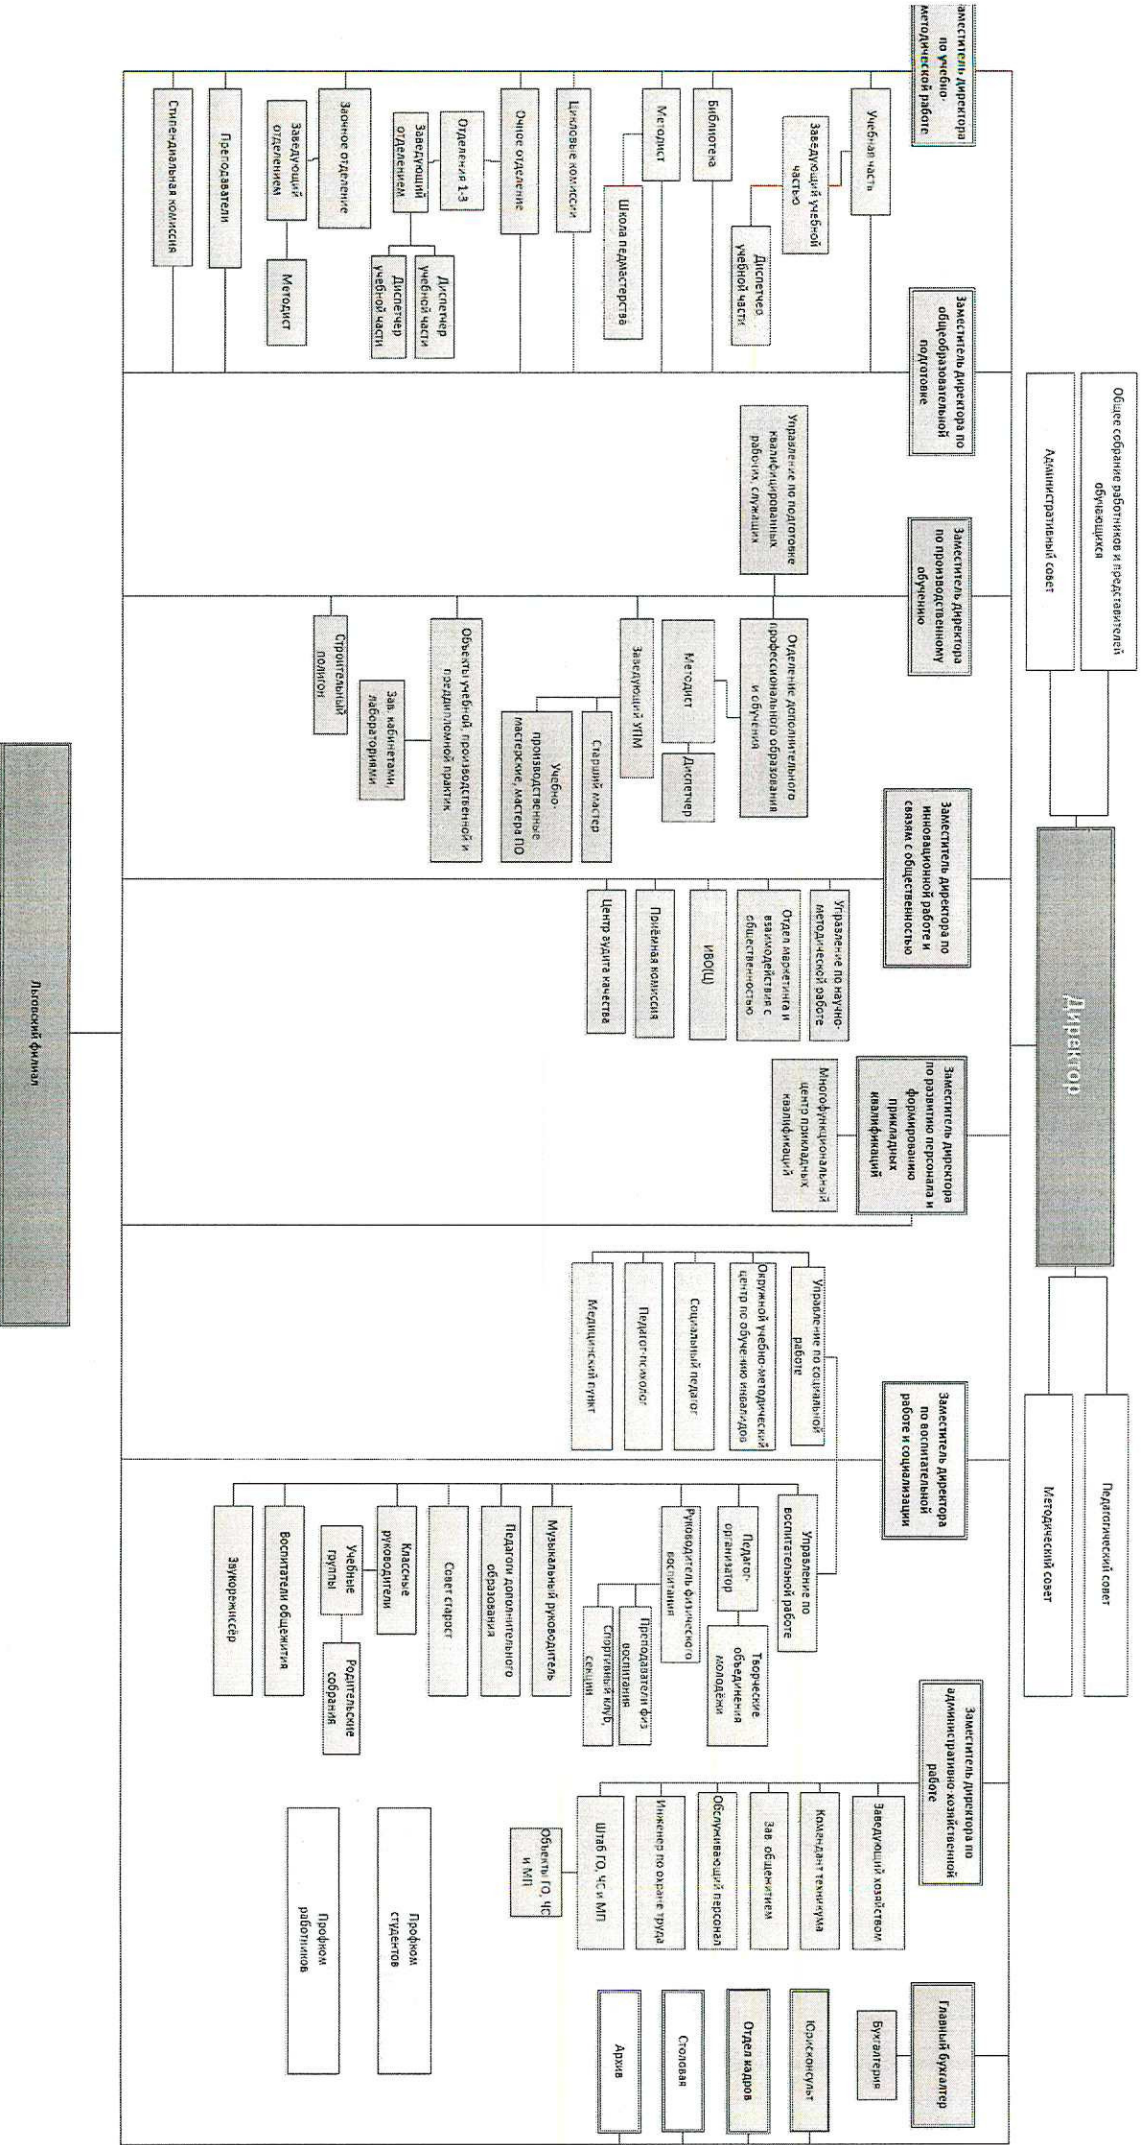 Общее собрание работников и представителей
обучающихся
Административный совет
Директор
Педагогический совет
Методический совет
Заместитель директора
по учебно-
методической работе
Учебная часть
Заведующий учебной
частью
Диспетчер
учебной части
Библиотека
Методист
Школа педмастерства
Цикловые комиссии
Очное отделение
Отделения 1-3
Заведующий
отделением
Диспетчер
учебной части
Диспетчер
учебной части
Заочное отделение
Заведующий
отделением
Методист
Преподаватели
Стипендиальная комиссия
Заместитель директора по
общеобразовательной
подготовке
Заместитель директора
по производственному
обучению
Управление по подготовке
квалифицированных
рабочих, служащих
Отделение дополнительного
профессионального образования
и обучения
Методист
Диспетчер
Заведующий УПМ
Старший мастер
Учебно-
производственные
мастерские, мастера ПО
Объекты учебной, производственной и
преддипломной практик
Зав. кабинетами,
лабораториями
Строительный
полигон
Заместитель директора по
инновационной работе и
связям с общественностью
Управление по научно-
методической работе
Отдел маркетинга и
взаимодействия с
общественностью
ИВО(Ц)
Приёмная комиссия
Центр аудита качества
Заместитель директора
по развитию персонала и
формированию
прикладных
квалификаций
Многофункциональный
центр прикладных
квалификаций
Заместитель директора
по воспитательной
работе и социализации
Управление по социальной
работе
Окружной учебно-методический
центр по обучению инвалидов
Социальный педагог
Педагог-психолог
Медицинский пункт
Управление по
воспитательной работе
Педагог-
организатор
Творческие
объединения
молодёжи
Руководитель физического
воспитания
Преподаватели физ
воспитания
Спортивный клуб,
секции
Музыкальный руководитель
Педагоги дополнительного
образования
Совет старост
Классные
руководители
Учебные
группы
Родительские
собрания
Воспитатели общежития
Звукорежиссёр
Заместитель директора по
административно-хозяйственной
работе
Заведующий хозяйством
Комендант техникума
Зав. общежитием
Обслуживающий персонал
Инженер по охране труда
Штаб ГО, ЧС и МП
Объекты ГО, ЧС
и МП
Профком
студентов
Профком
работников
Главный бухгалтер
Бухгалтерия
Юрисконсульт
Отдел кадров
Столовая
Архив
Льговский филиал